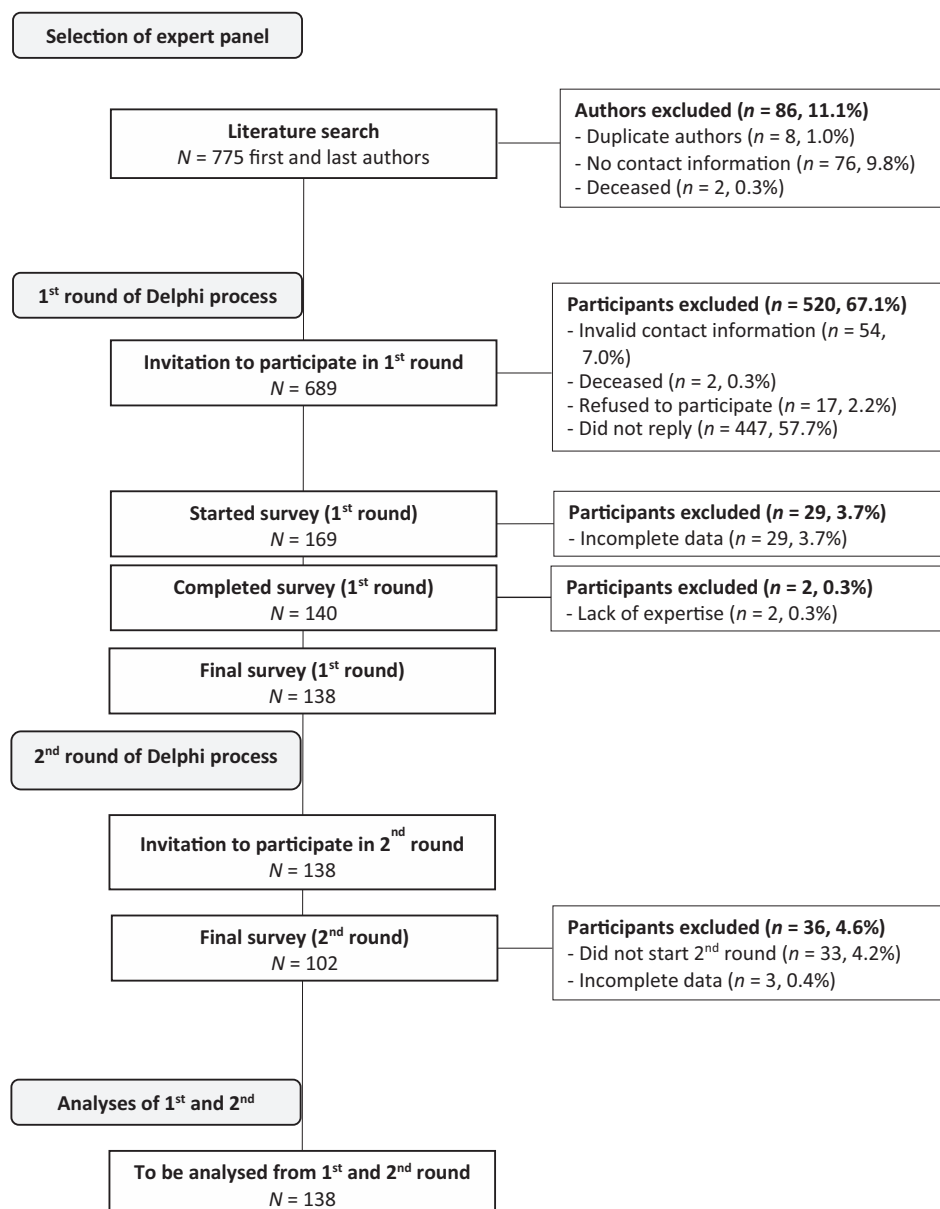 Selection of expert panel
Literature search
N = 775 first and last authors
Authors excluded (n = 86, 11.1%)
- Duplicate authors (n = 8, 1.0%)
- No contact information (n = 76, 9.8%)
- Deceased (n = 2, 0.3%)
1st round of Delphi process
Invitation to participate in 1st round
N = 689
Participants excluded (n = 520, 67.1%)
- Invalid contact information (n = 54,
7.0%)
- Deceased (n = 2, 0.3%)
- Refused to participate (n = 17, 2.2%)
- Did not reply (n = 447, 57.7%)
Started survey (1st round)
N = 169
Participants excluded (n = 29, 3.7%)
- Incomplete data (n = 29, 3.7%)
Completed survey (1st round)
N = 140
Participants excluded (n = 2, 0.3%)
- Lack of expertise (n = 2, 0.3%)
Final survey (1st round)
N = 138
2nd round of Delphi process
Invitation to participate in 2nd round
N = 138
Final survey (2nd round)
N = 102
Participants excluded (n = 36, 4.6%)
- Did not start 2nd round (n = 33, 4.2%)
- Incomplete data (n = 3, 0.4%)
Analyses of 1st and 2nd
To be analysed from 1st and 2nd round
N = 138